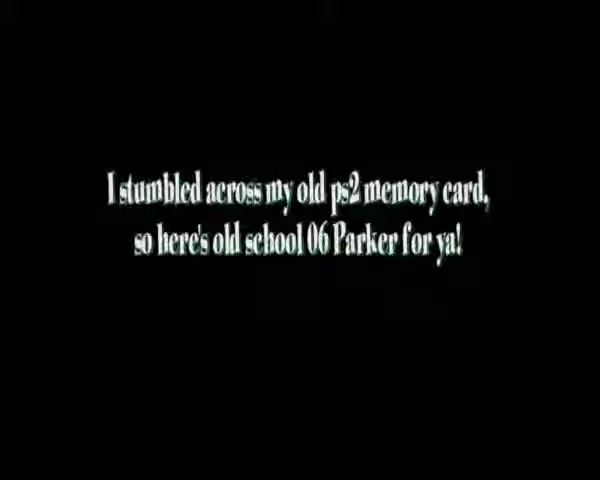 I stumbled across my old ps2 memory card,
so here's old school 06 Parker for ya!